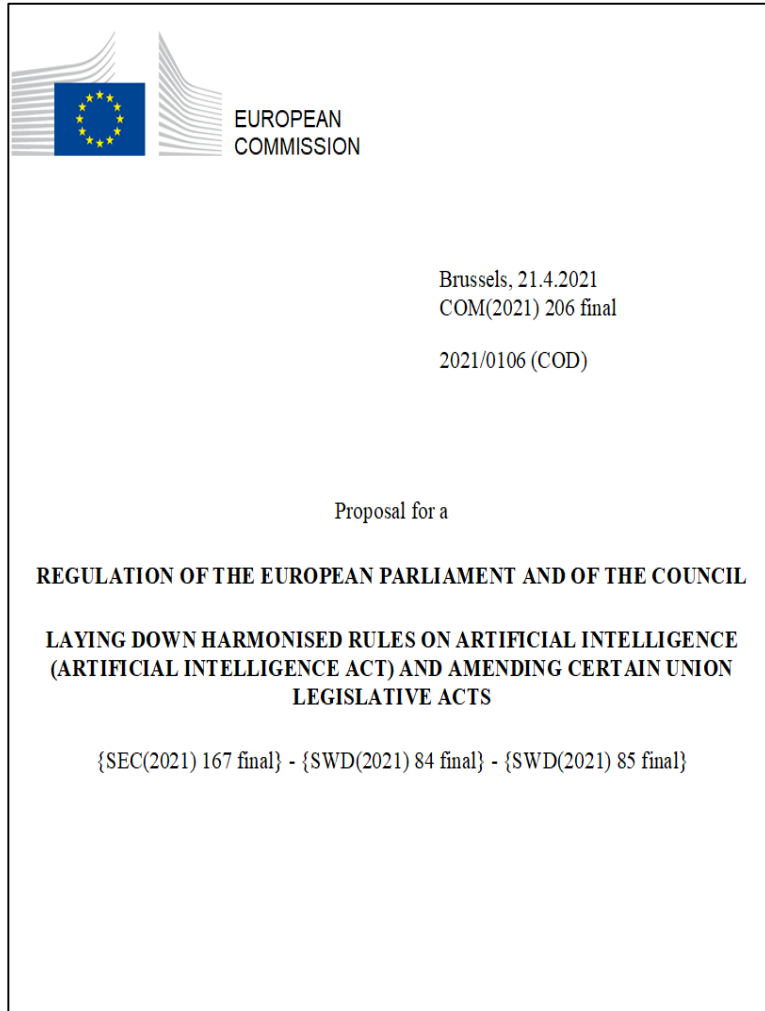 EUROPEAN
COMMISSION
Brussels, 21.4.2021
COM(2021) 206 final
2021/0106 (COD)
Proposal for a
REGULATION OF THE EUROPEAN PARLIAMENT AND OF THE COUNCIL
LAYING DOWN HARMONISED RULES ON ARTIFICIAL INTELLIGENCE
(ARTIFICIAL INTELLIGENCE ACT) AND AMENDING CERTAIN UNION
LEGISLATIVE ACTS
{SEC(2021) 167 final} - {SWD(2021) 84 final} - {SWD(2021) 85 final}